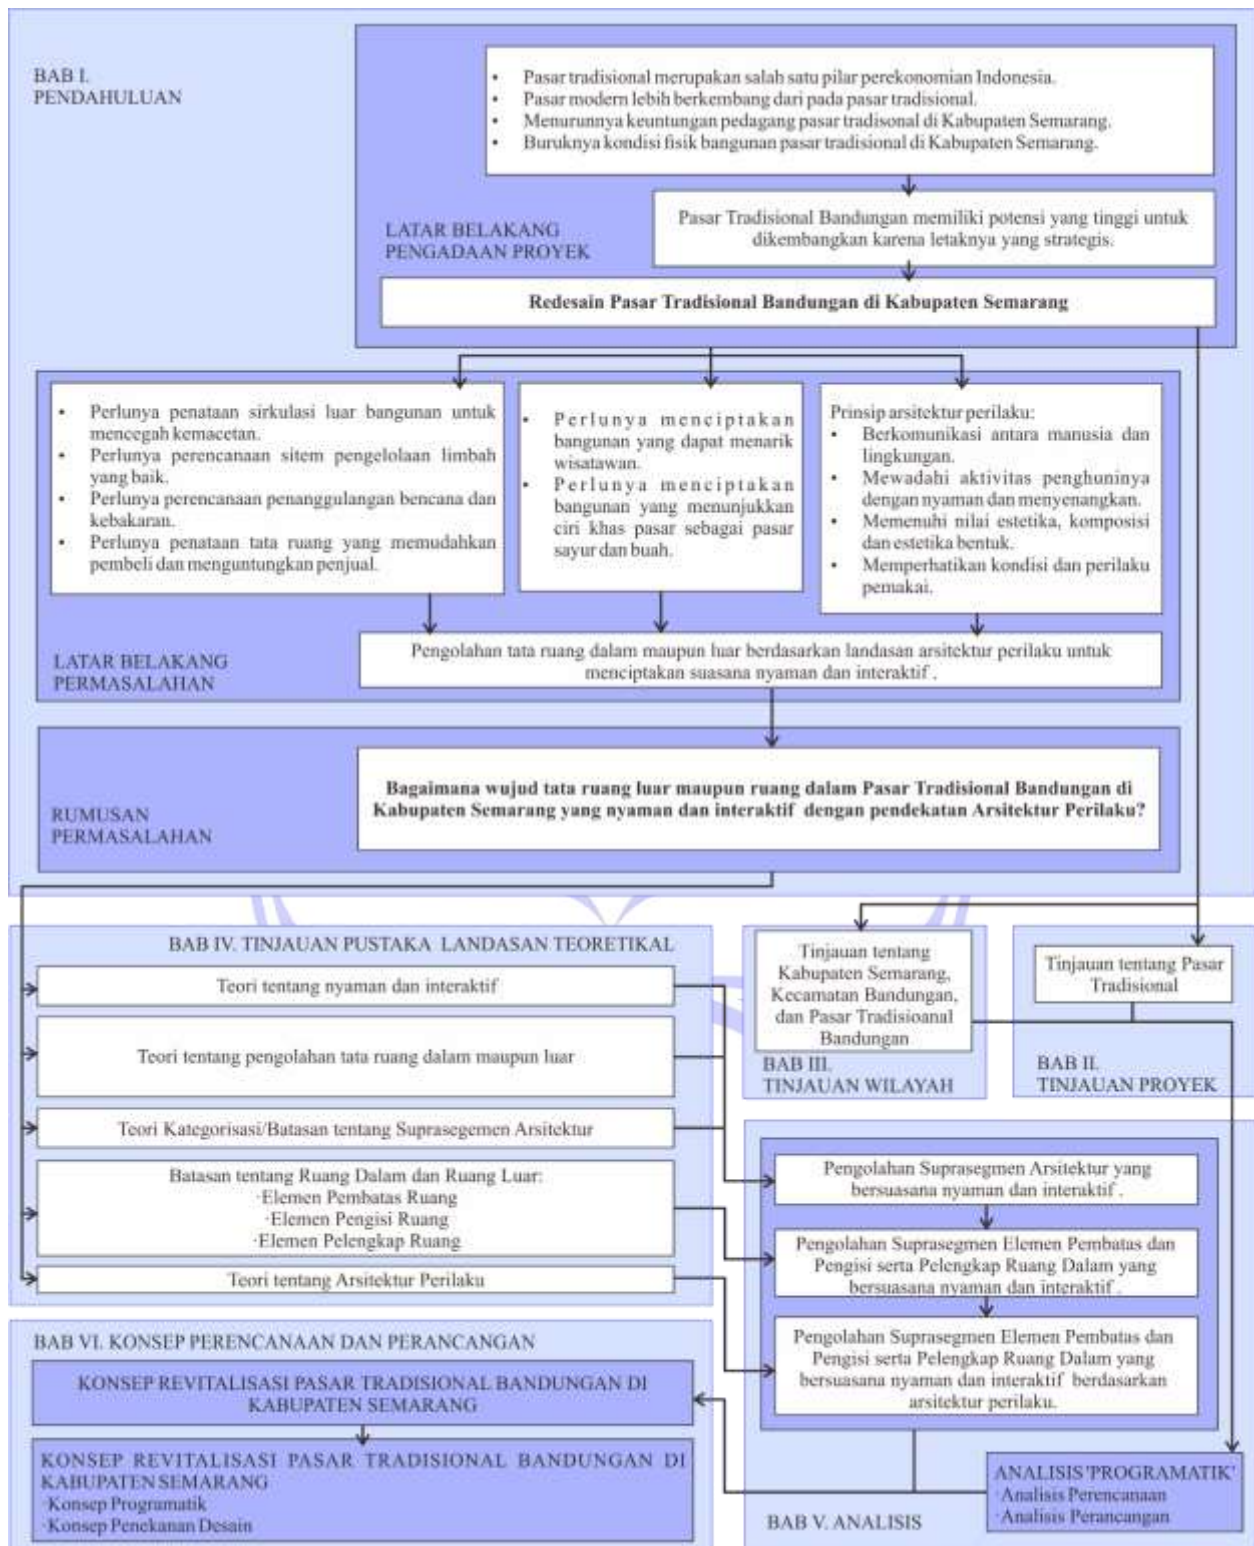 BAB I.
PENDAHULUAN
• Pasar tradisional merupakan salah satu pilar perekonomian Indonesia.
• Pasar modern lebih berkembang dari pada pasar tradisional.
• Menurunnya keuntungan pedagang pasar tradisonal di Kabupaten Semarang.
• Buruknya kondisi fisik bangunan pasar tradisional di Kabupaten Semarang.
LATAR BELAKANG
PENGADAAN PROYEK
Pasar Tradisional Bandungan memiliki potensi yang tinggi untuk
dikembangkan karena letaknya yang strategis.
Redesain Pasar Tradisional Bandungan di Kabupaten Semarang
• Perlunya penataan sirkulasi luar bangunan untuk
mencegah kemacetan.
• Perlunya perencanaan sitem pengelolaan limbah
yang baik.
• Perlunya perencanaan penanggulangan bencana dan
kebakaran.
• Perlunya penataan tata ruang yang memudahkan
pembeli dan menguntungkan penjual.
• Perlunya menciptakan
bangunan yang dapat menarik
wisatawan.
• Perlunya menciptakan
bangunan yang menunjukkan
ciri khas pasar sebagai pasar
sayur dan buah.
Prinsip arsitektur perilaku:
• Berkomunikasi antara manusia dan
lingkungan.
• Mewadahi aktivitas penghuninya
dengan nyaman dan menyenangkan.
• Memenuhi nilai estetika, komposisi
dan estetika bentuk.
• Memperhatikan kondisi dan perilaku
pemakai.
LATAR BELAKANG
PERMASALAHAN
Pengolahan tata ruang dalam maupun luar berdasarkan landasan arsitektur perilaku untuk
menciptakan suasana nyaman dan interaktif .
RUMUSAN
PERMASALAHAN
Bagaimana wujud tata ruang luar maupun ruang dalam Pasar Tradisional Bandungan di
Kabupaten Semarang yang nyaman dan interaktif dengan pendekatan Arsitektur Perilaku?
BAB IV. TINJAUAN PUSTAKA LANDASAN TEORETIKAL
Teori tentang nyaman dan interaktif
Teori tentang pengolahan tata ruang dalam maupun luar
Teori Kategorisasi/Batasan tentang Suprasegemen Arsitektur
Batasan tentang Ruang Dalam dan Ruang Luar:
·Elemen Pembatas Ruang
·Elemen Pengisi Ruang
·Elemen Pelengkap Ruang
Teori tentang Arsitektur Perilaku
Tinjauan tentang
Kabupaten Semarang,
Kecamatan Bandungan,
dan Pasar Tradisioanal
Bandungan
BAB III.
TINJAUAN WILAYAH
Tinjauan tentang Pasar
Tradisional
BAB II.
TINJAUAN PROYEK
Pengolahan Suprasegmen Arsitektur yang
bersuasana nyaman dan interaktif .
Pengolahan Suprasegmen Elemen Pembatas dan
Pengisi serta Pelengkap Ruang Dalam yang
bersuasana nyaman dan interaktif .
Pengolahan Suprasegmen Elemen Pembatas dan
Pengisi serta Pelengkap Ruang Dalam yang
bersuasana nyaman dan interaktif berdasarkan
arsitektur perilaku.
ANALISIS 'PROGRAMATIK'
·Analisis Perencanaan
·Analisis Perancangan
BAB V. ANALISIS
BAB VI. KONSEP PERENCANAAN DAN PERANCANGAN
KONSEP REVITALISASI PASAR TRADISIONAL BANDUNGAN DI
KABUPATEN SEMARANG
KONSEP REVITALISASI PASAR TRADISIONAL BANDUNGAN DI
KABUPATEN SEMARANG
·Konsep Programatik
·Konsep Penekanan Desain